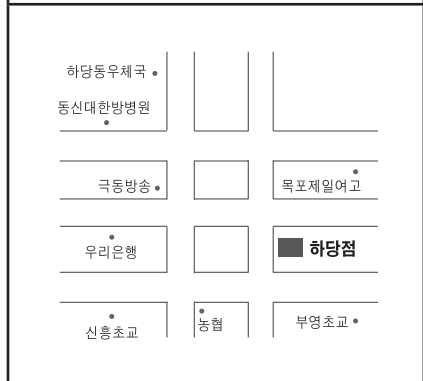 하당동우체국
동신대한방병원
극동방송
목포제일여고
우리은행
하당점
신흥초교
농협
부영초교